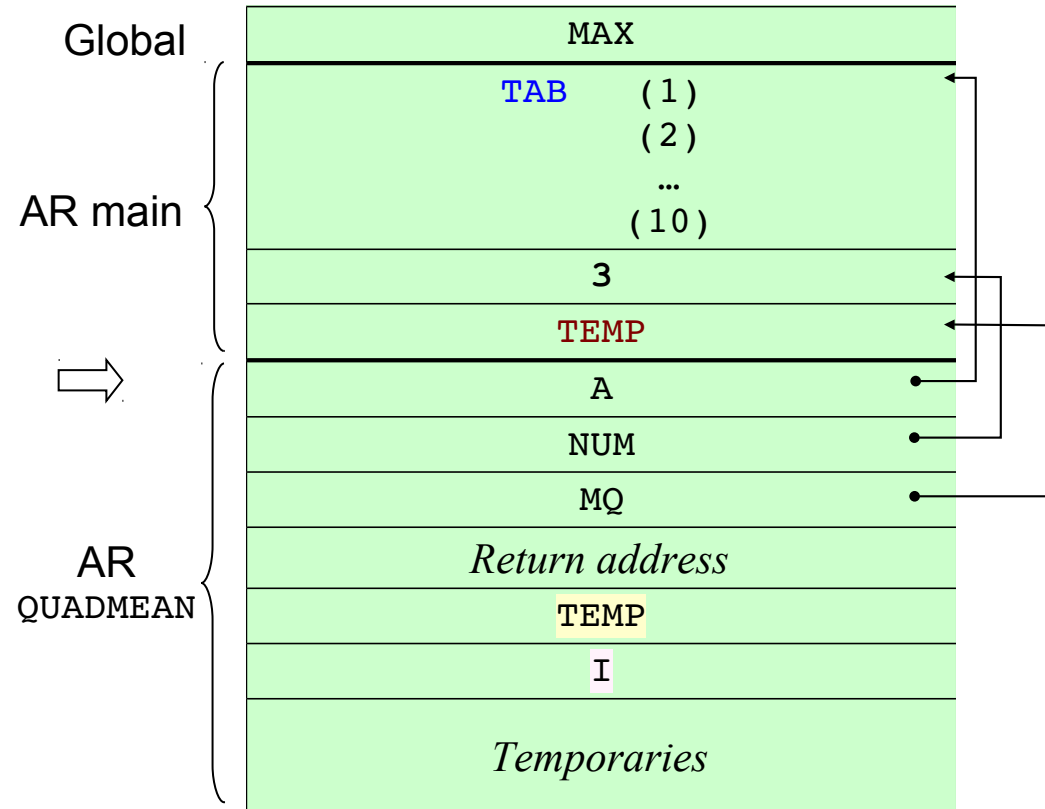 Global
MAX
AR main
TAB (1)
(2)
…
(10)
3
TEMP
A
NUM
MQ
AR
QUADMEAN
Return address
TEMP
I
Temporaries